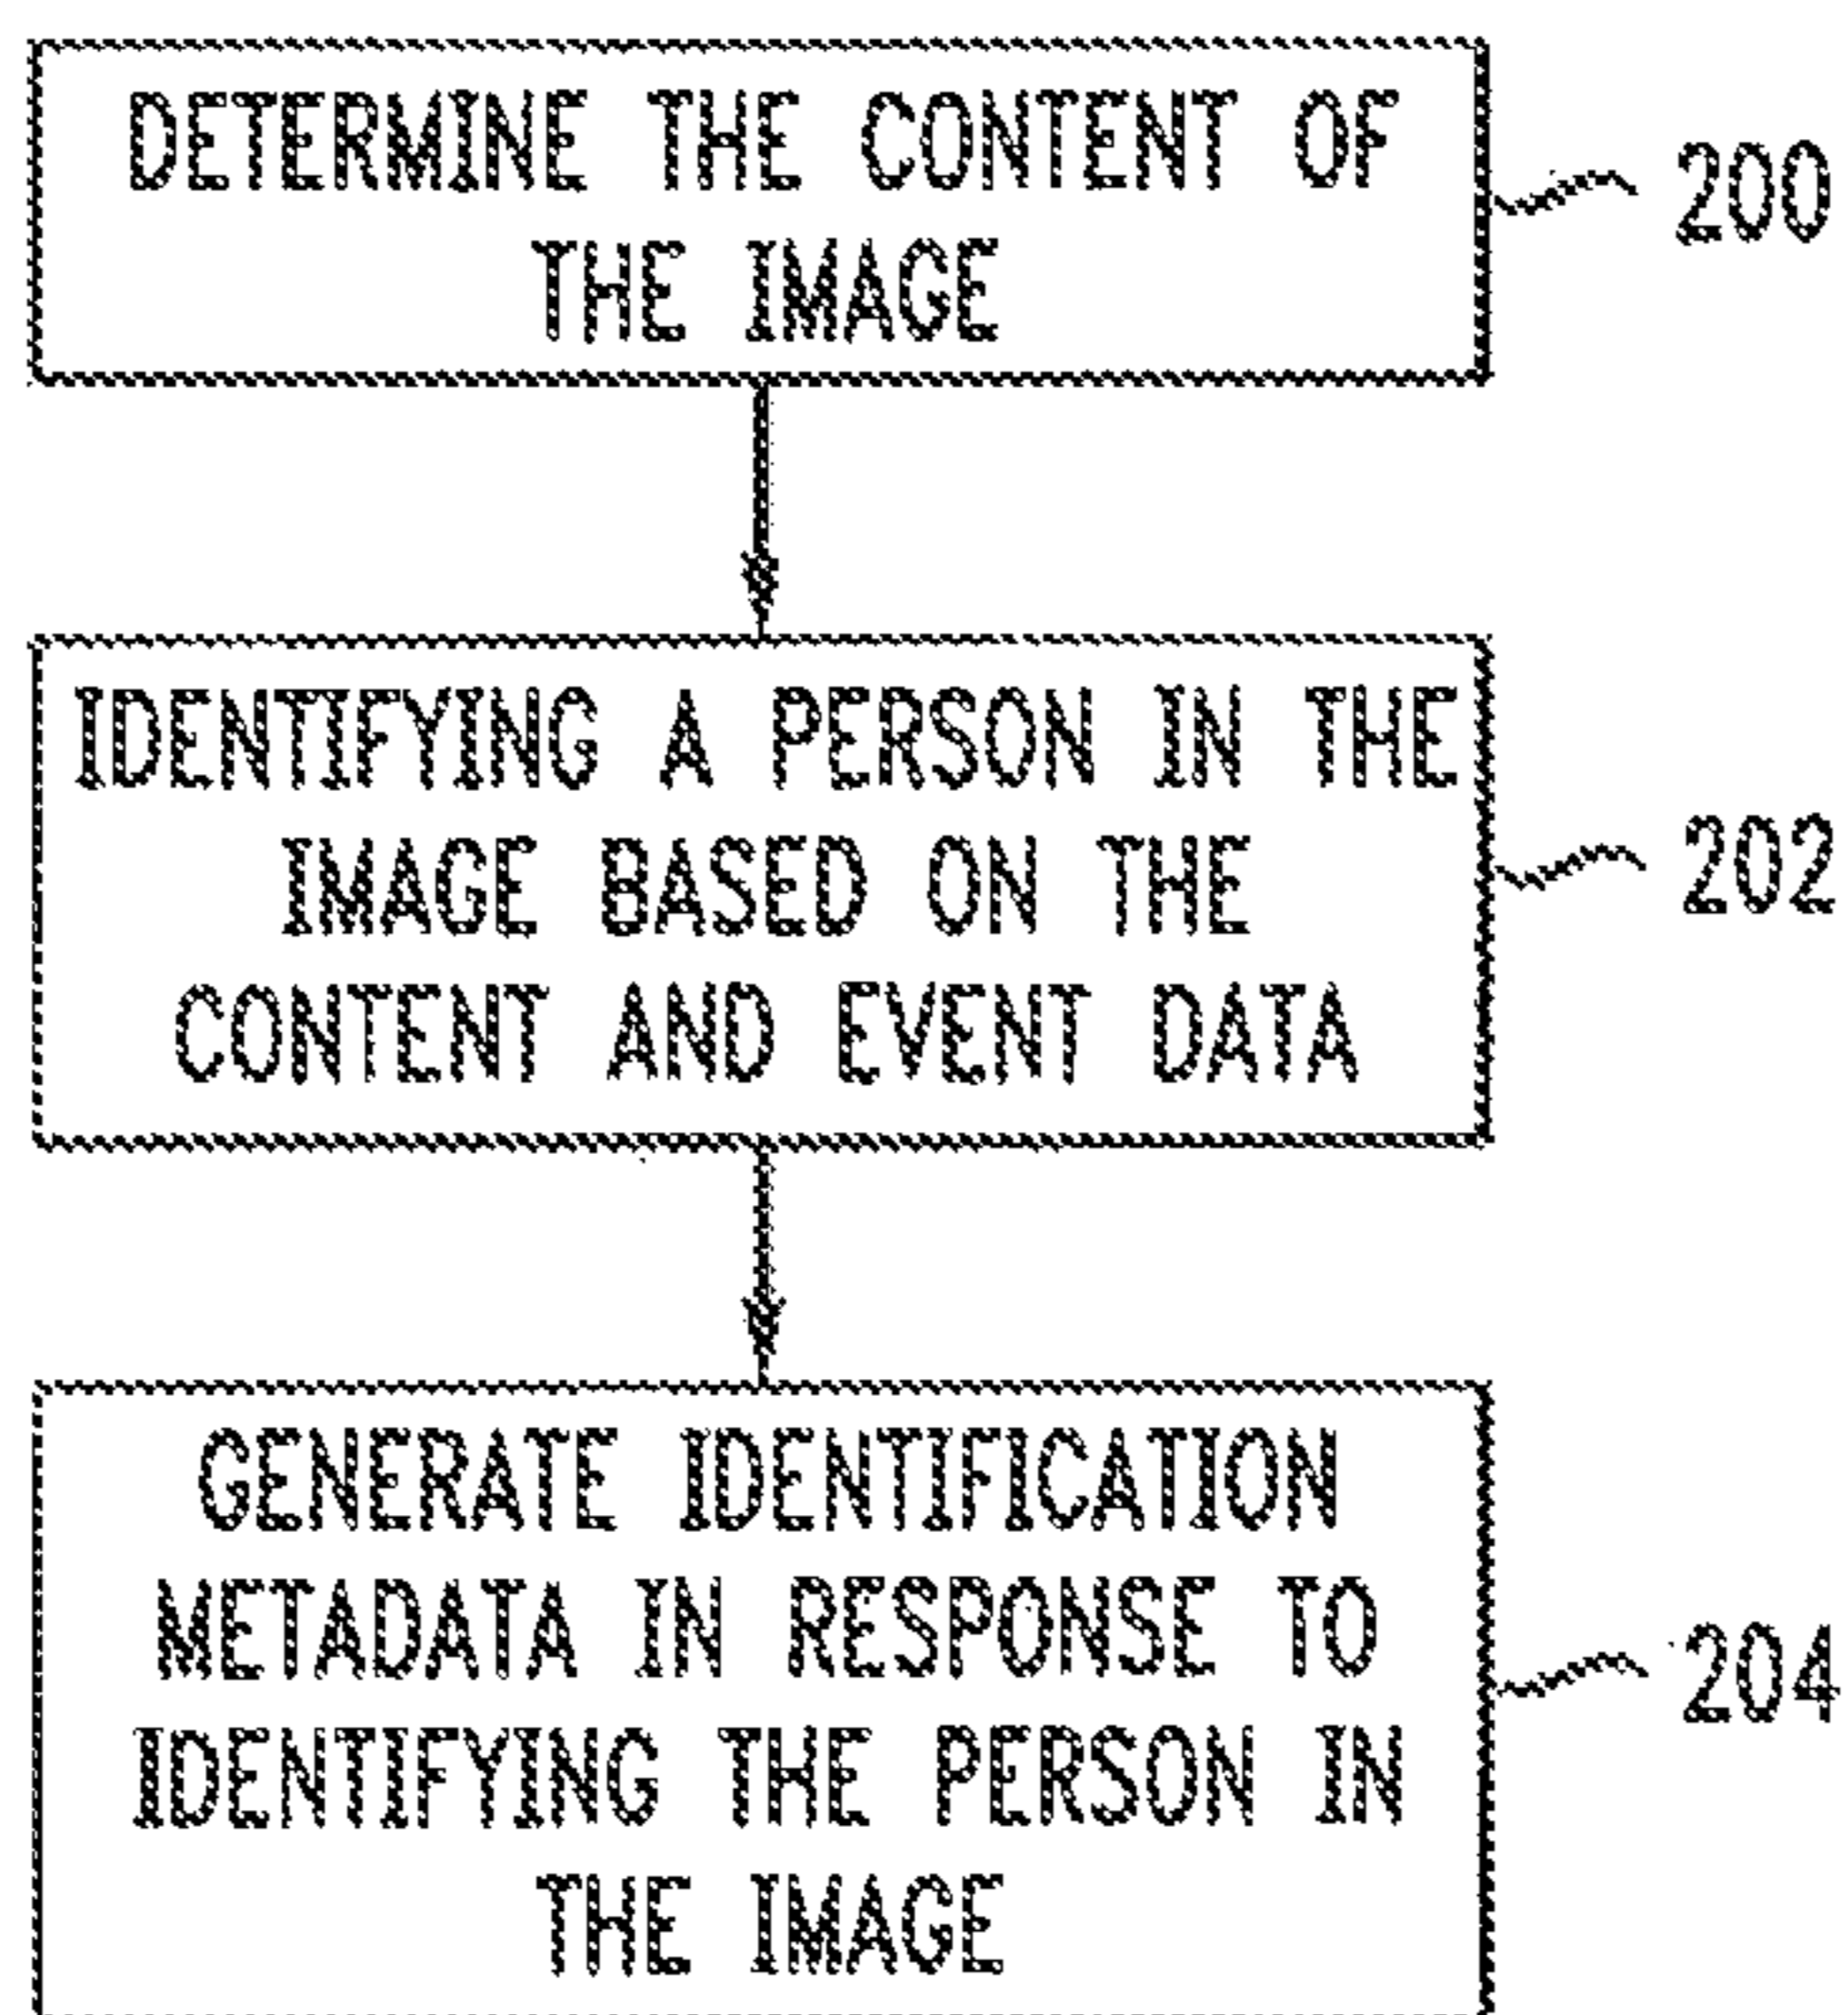 DETERMINE THE CONTENT OF
THE IMAGE
200
IDENTIFYING A PERSON IN THE
IMAGE BASED ON THE
CONTENT AND EVENT DATA
202
GENERATE IDENTIFICATION
METADATA IN RESPONSE TO
IDENTIFYING THE PERSON IN
THE IMAGE
204